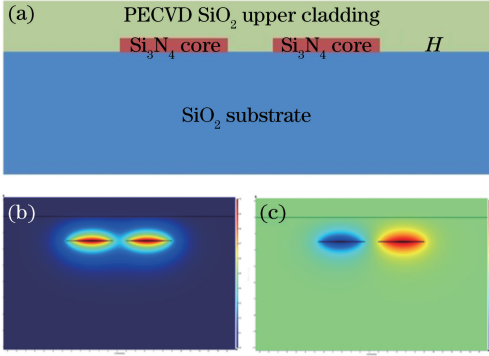 (a)
PECVD SiO₂ upper cladding
Si₃N₄ core
Si₃N₄ core
H
SiO₂ substrate
(b)
(c)